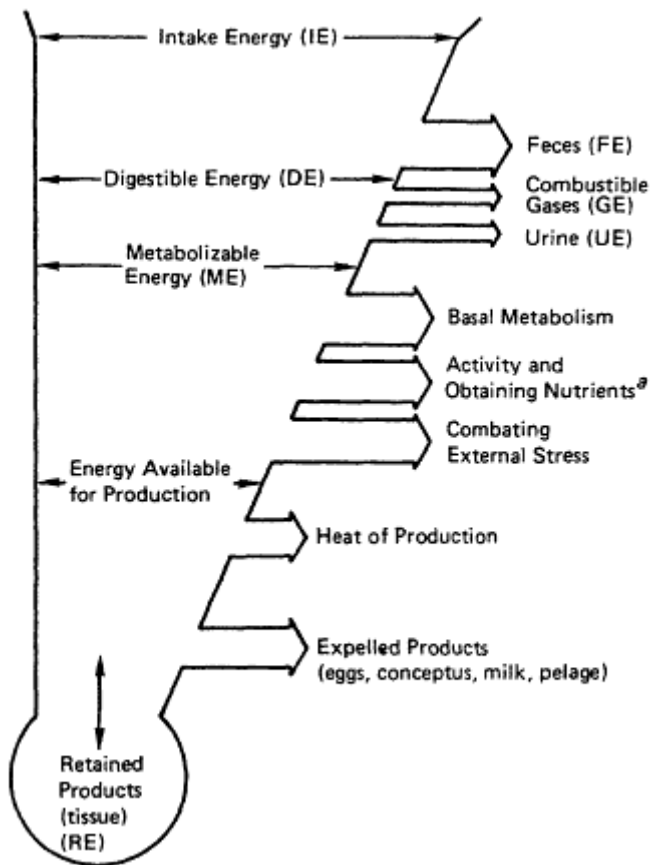 Intake Energy (IE)
Feces (FE)
Digestible Energy (DE)
Combustible
Gases (GE)
Urine (UE)
Metabolizable
Energy (ME)
Basal Metabolism
Activity and
Obtaining Nutrientsᵃ
Combating
External Stress
Energy Available
for Production
Heat of Production
Expelled Products
(eggs, conceptus, milk, pelage)
Retained
Products
(tissue)
(RE)